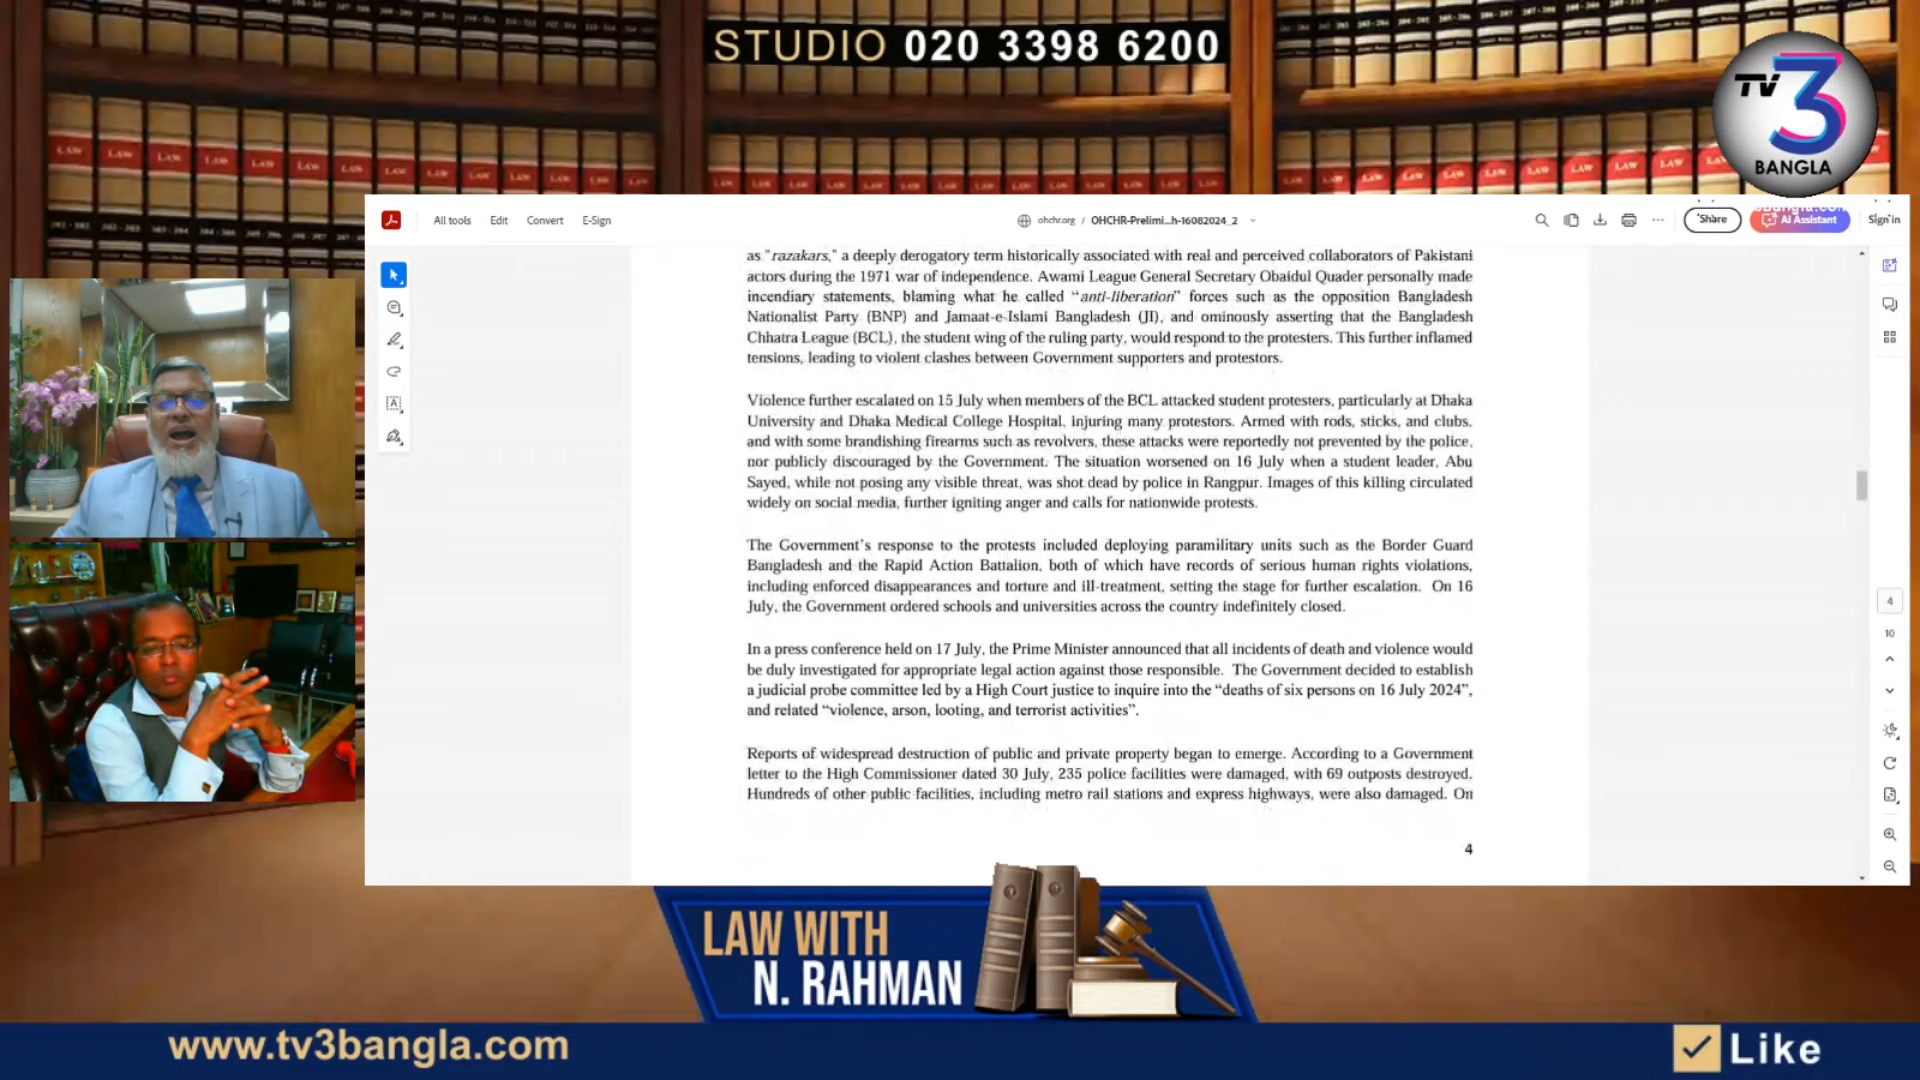 STUDIO 020 3398 6200
TV 3
BANGLA
LAW LAW LAW LAW LAW LAW LAW LAW
All tools Edit Convert E-Sign
ohchr.org / OHCHR-Prelimi...h-16082024_2
Share
AI Assistant
Sign in
as "razakars," a deeply derogatory term historically associated with real and perceived collaborators of Pakistani
actors during the 1971 war of independence. Awami League General Secretary Obaidul Quader personally made
incendiary statements, blaming what he called “anti-liberation” forces such as the opposition Bangladesh
Nationalist Party (BNP) and Jamaat-e-Islami Bangladesh (JI), and ominously asserting that the Bangladesh
Chhatra League (BCL), the student wing of the ruling party, would respond to the protesters. This further inflamed
tensions, leading to violent clashes between Government supporters and protestors.
Violence further escalated on 15 July when members of the BCL attacked student protesters, particularly at Dhaka
University and Dhaka Medical College Hospital, injuring many protestors. Armed with rods, sticks, and clubs,
and with some brandishing firearms such as revolvers, these attacks were reportedly not prevented by the police,
nor publicly discouraged by the Government. The situation worsened on 16 July when a student leader, Abu
Sayed, while not posing any visible threat, was shot dead by police in Rangpur. Images of this killing circulated
widely on social media, further igniting anger and calls for nationwide protests.
The Government’s response to the protests included deploying paramilitary units such as the Border Guard
Bangladesh and the Rapid Action Battalion, both of which have records of serious human rights violations,
including enforced disappearances and torture and ill-treatment, setting the stage for further escalation. On 16
July, the Government ordered schools and universities across the country indefinitely closed.
In a press conference held on 17 July, the Prime Minister announced that all incidents of death and violence would
be duly investigated for appropriate legal action against those responsible. The Government decided to establish
a judicial probe committee led by a High Court justice to inquire into the “deaths of six persons on 16 July 2024”,
and related “violence, arson, looting, and terrorist activities”.
Reports of widespread destruction of public and private property began to emerge. According to a Government
letter to the High Commissioner dated 30 July, 235 police facilities were damaged, with 69 outposts destroyed.
Hundreds of other public facilities, including metro rail stations and express highways, were also damaged. On
4
4
10
LAW WITH
N. RAHMAN
www.tv3bangla.com
Like